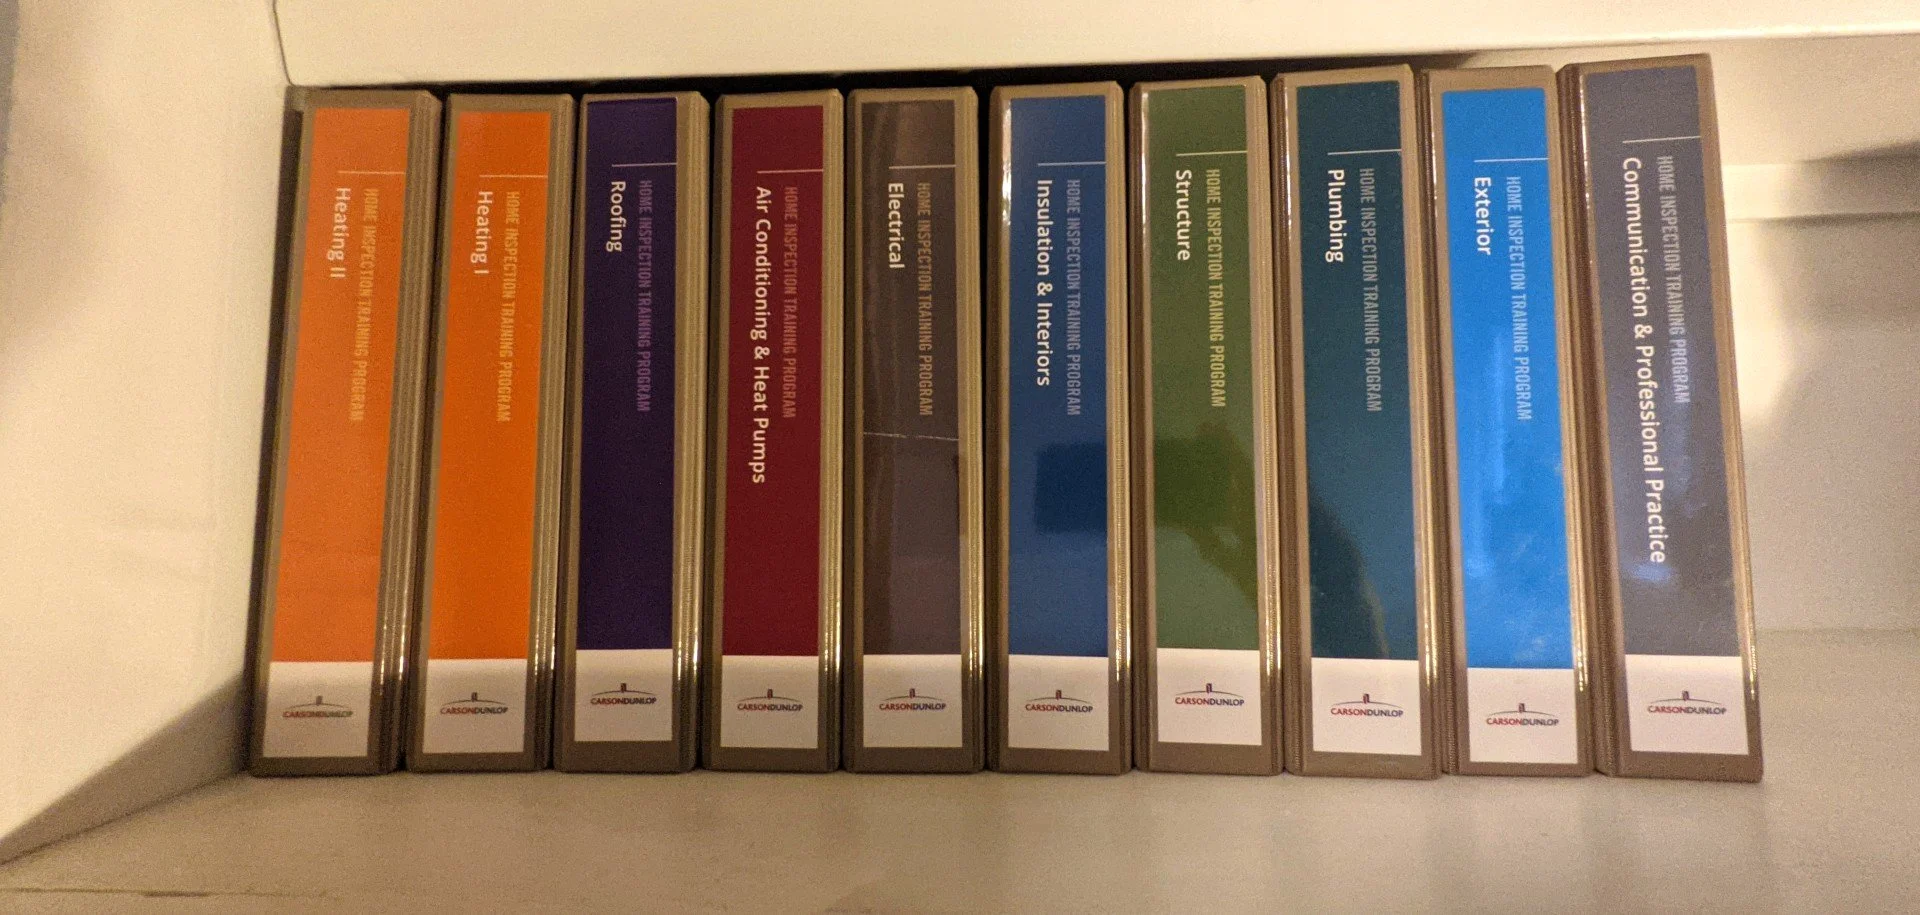 HOME INSPECTION TRAINING PROGRAM
Heating II
CARSONDUNLOP
HOME INSPECTION TRAINING PROGRAM
Heating I
CARSONDUNLOP
HOME INSPECTION TRAINING PROGRAM
Roofing
CARSONDUNLOP
HOME INSPECTION TRAINING PROGRAM
Air Conditioning & Heat Pumps
CARSONDUNLOP
HOME INSPECTION TRAINING PROGRAM
Electrical
CARSONDUNLOP
HOME INSPECTION TRAINING PROGRAM
Insulation & Interiors
CARSONDUNLOP
HOME INSPECTION TRAINING PROGRAM
Structure
CARSONDUNLOP
HOME INSPECTION TRAINING PROGRAM
Plumbing
CARSONDUNLOP
HOME INSPECTION TRAINING PROGRAM
Exterior
CARSONDUNLOP
HOME INSPECTION TRAINING PROGRAM
Communication & Professional Practice
CARSONDUNLOP